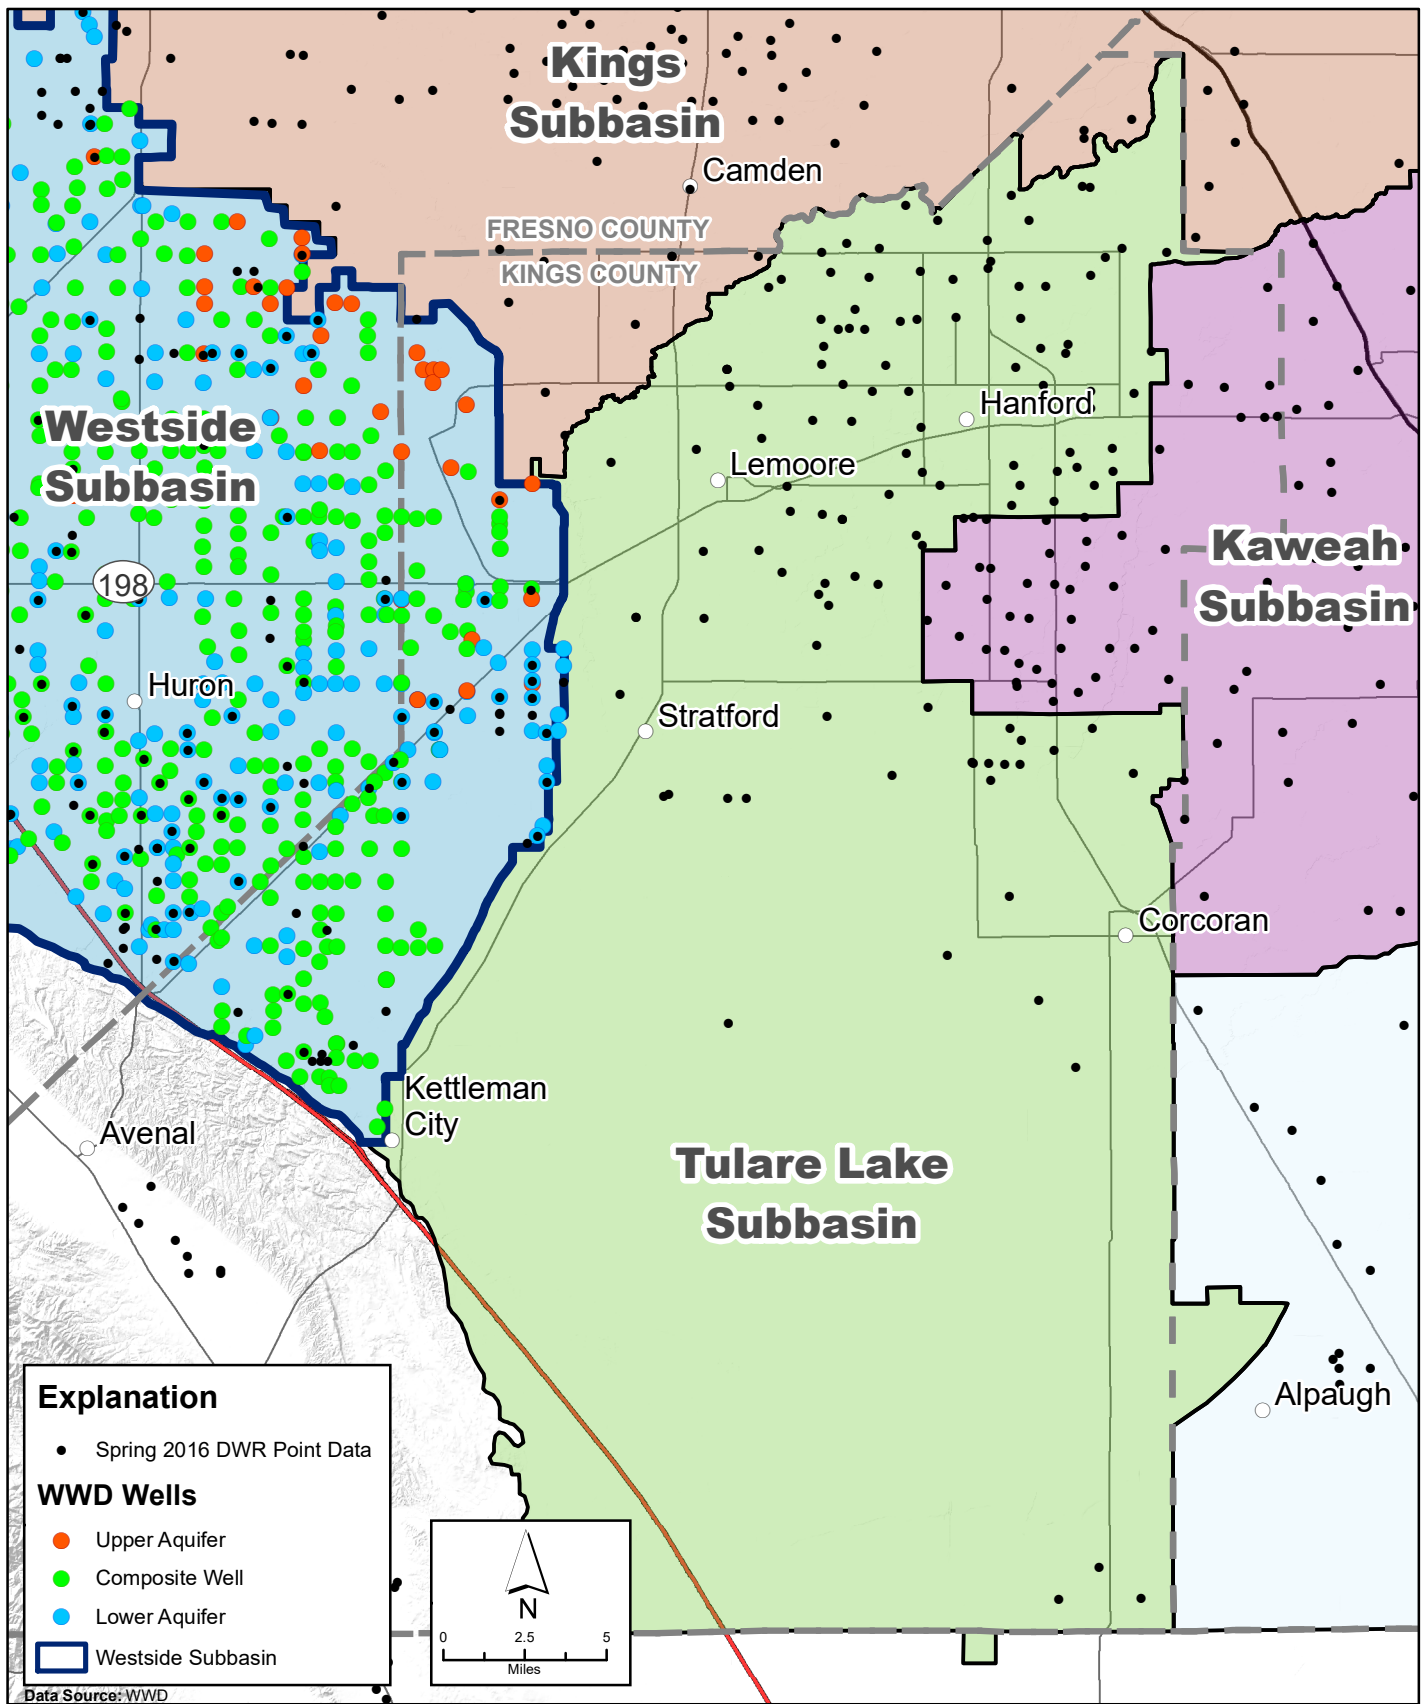 Kings
Subbasin
Camden
FRESNO COUNTY
KINGS COUNTY
Westside
Subbasin
Hanford
Lemoore
Kaweah
Subbasin
198
Huron
Stratford
Corcoran
Kettleman
City
Avenal
Tulare Lake
Subbasin
Alpaugh
Explanation
Spring 2016 DWR Point Data
WWD Wells
Upper Aquifer
Composite Well
Lower Aquifer
Westside Subbasin
Data Source: WWD
N
0 2.5 5
Miles